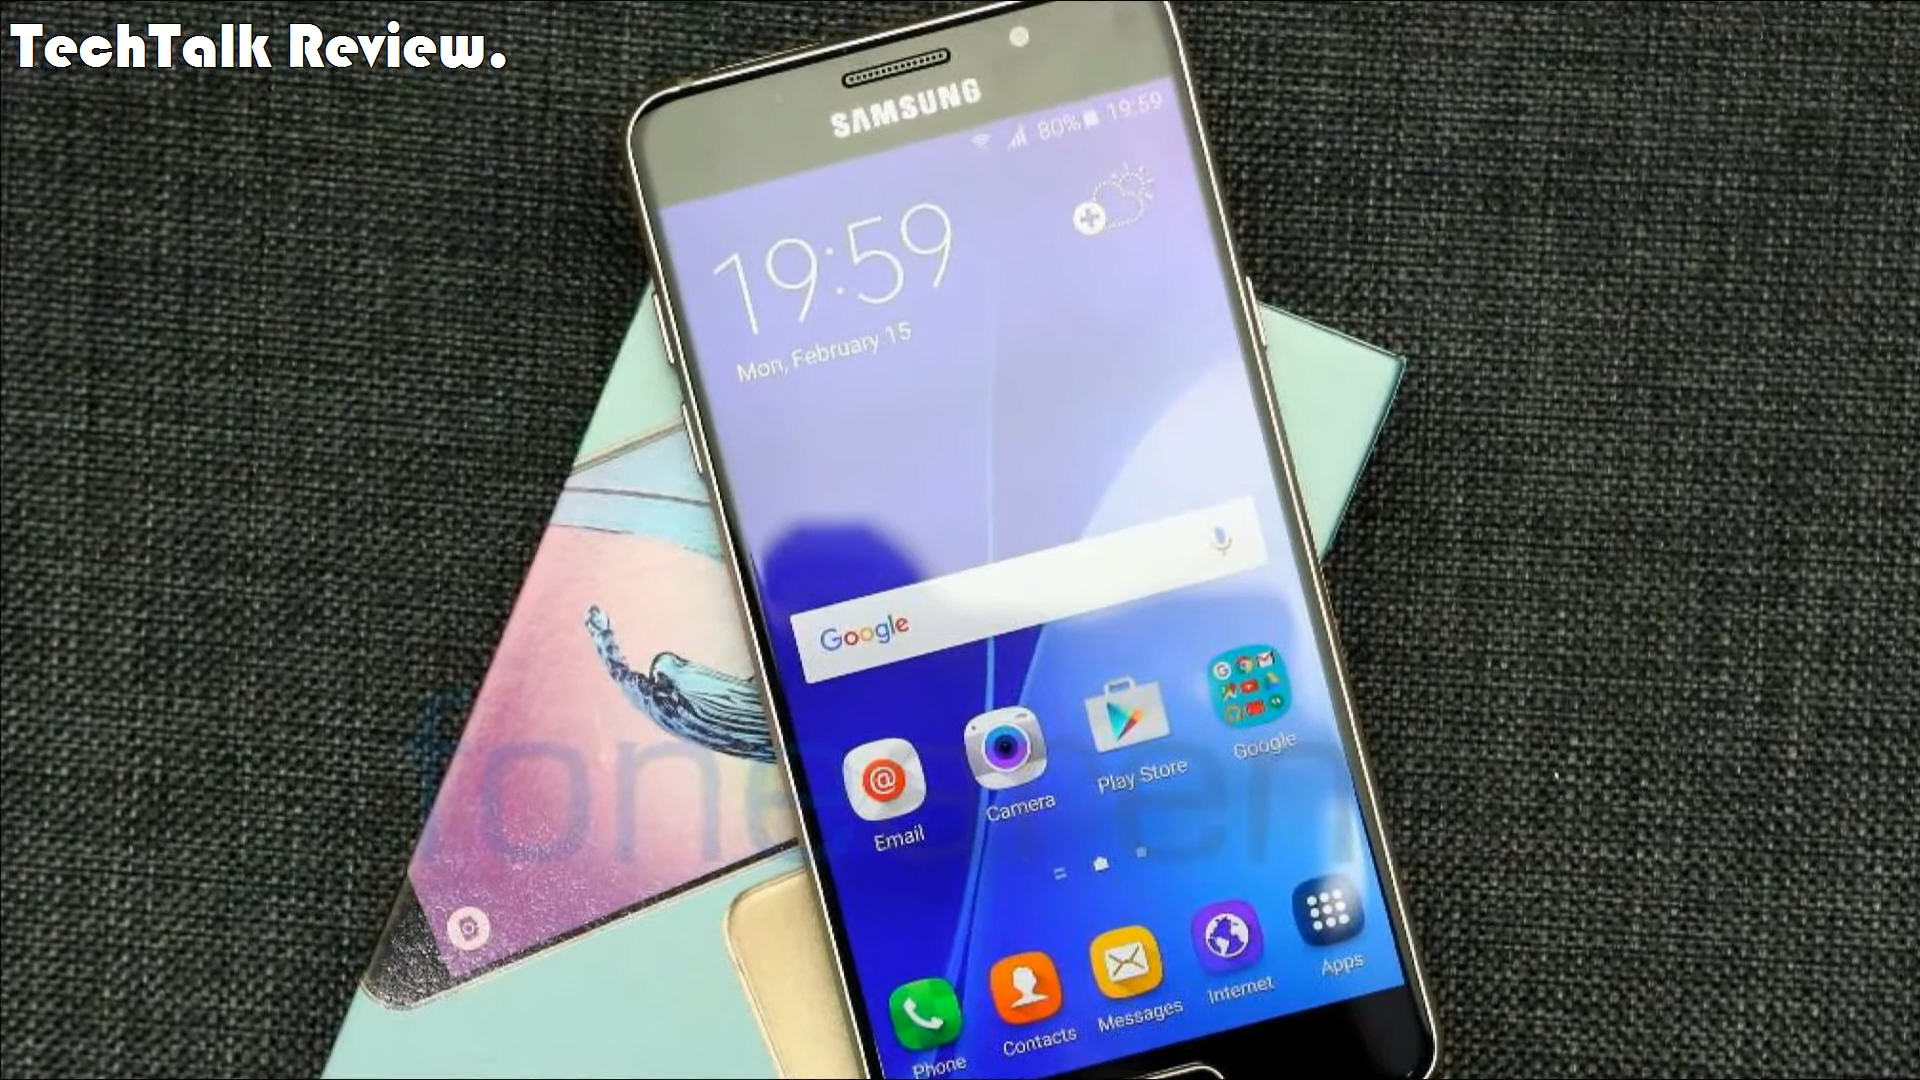 TechTalk Review.
SAMSUNG
80% 19:59
19:59
Mon, February 15
Google
Email
Camera
Play Store
Google
Phone
Contacts
Messages
Internet
Apps